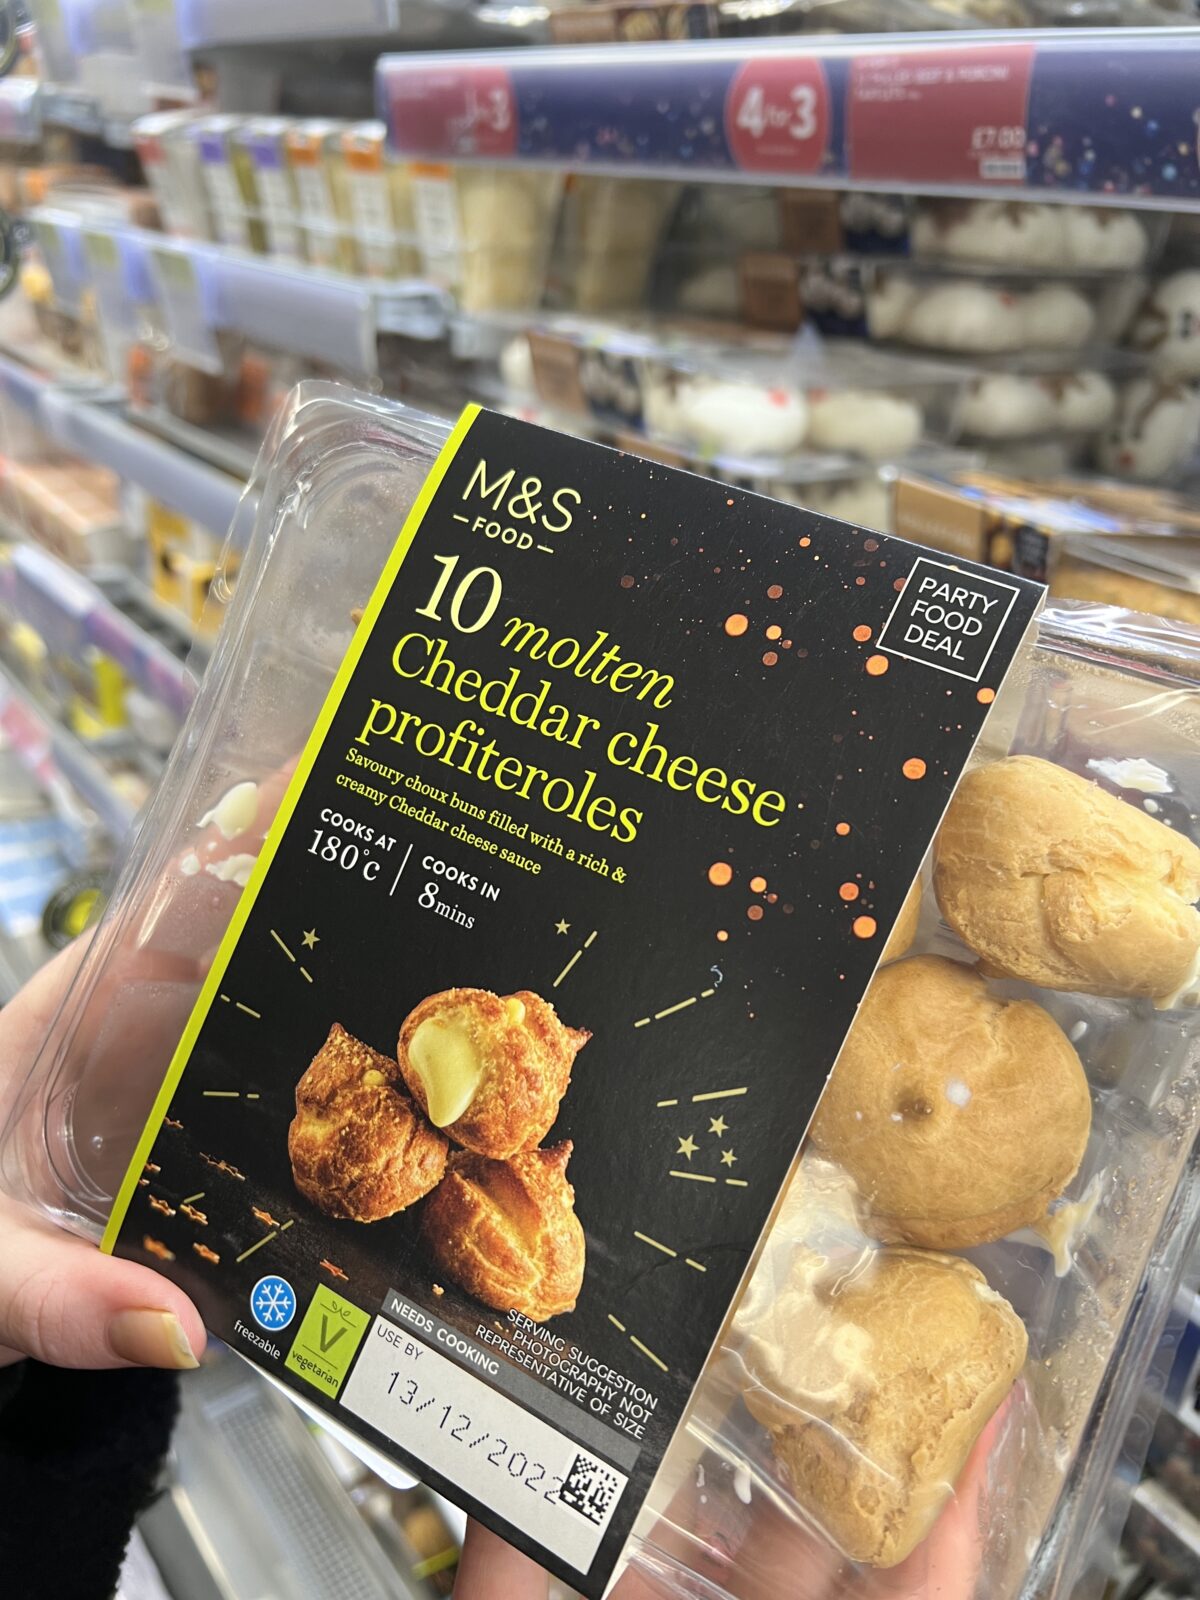 4 for 3
£7.00
M&S
FOOD
PARTY
FOOD
DEAL
10 molten
Cheddar cheese
profiteroles
Savoury choux buns filled with a rich &
creamy Cheddar cheese sauce
COOKS AT
180°C
COOKS IN
8mins
freezable
V
vegetarian
NEEDS COOKING
USE BY
13/12/2022
SERVING SUGGESTION
PHOTOGRAPHY NOT
REPRESENTATIVE OF SIZE